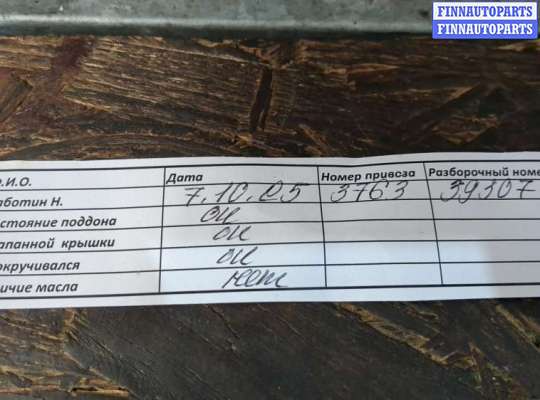 FINNAUTOPARTS
FINNAUTOPARTS
.И.О. Дата Номер привоза Разборочный номе
аботин Н. 7.10.25 3763 39307
стояние поддона ок
апанной крышки ок
окручивался ок
ичие масла нет